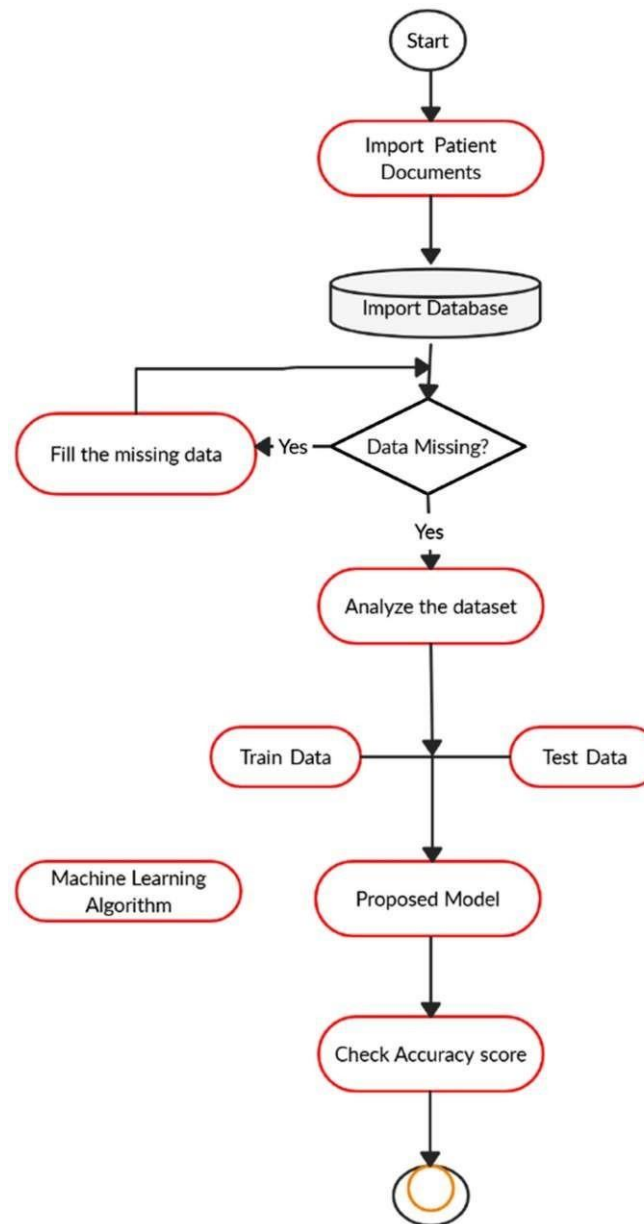 Start
Import Patient
Documents
Import Database
Data Missing?
Yes
Fill the missing data
Yes
Analyze the dataset
Train Data
Test Data
Machine Learning
Algorithm
Proposed Model
Check Accuracy score